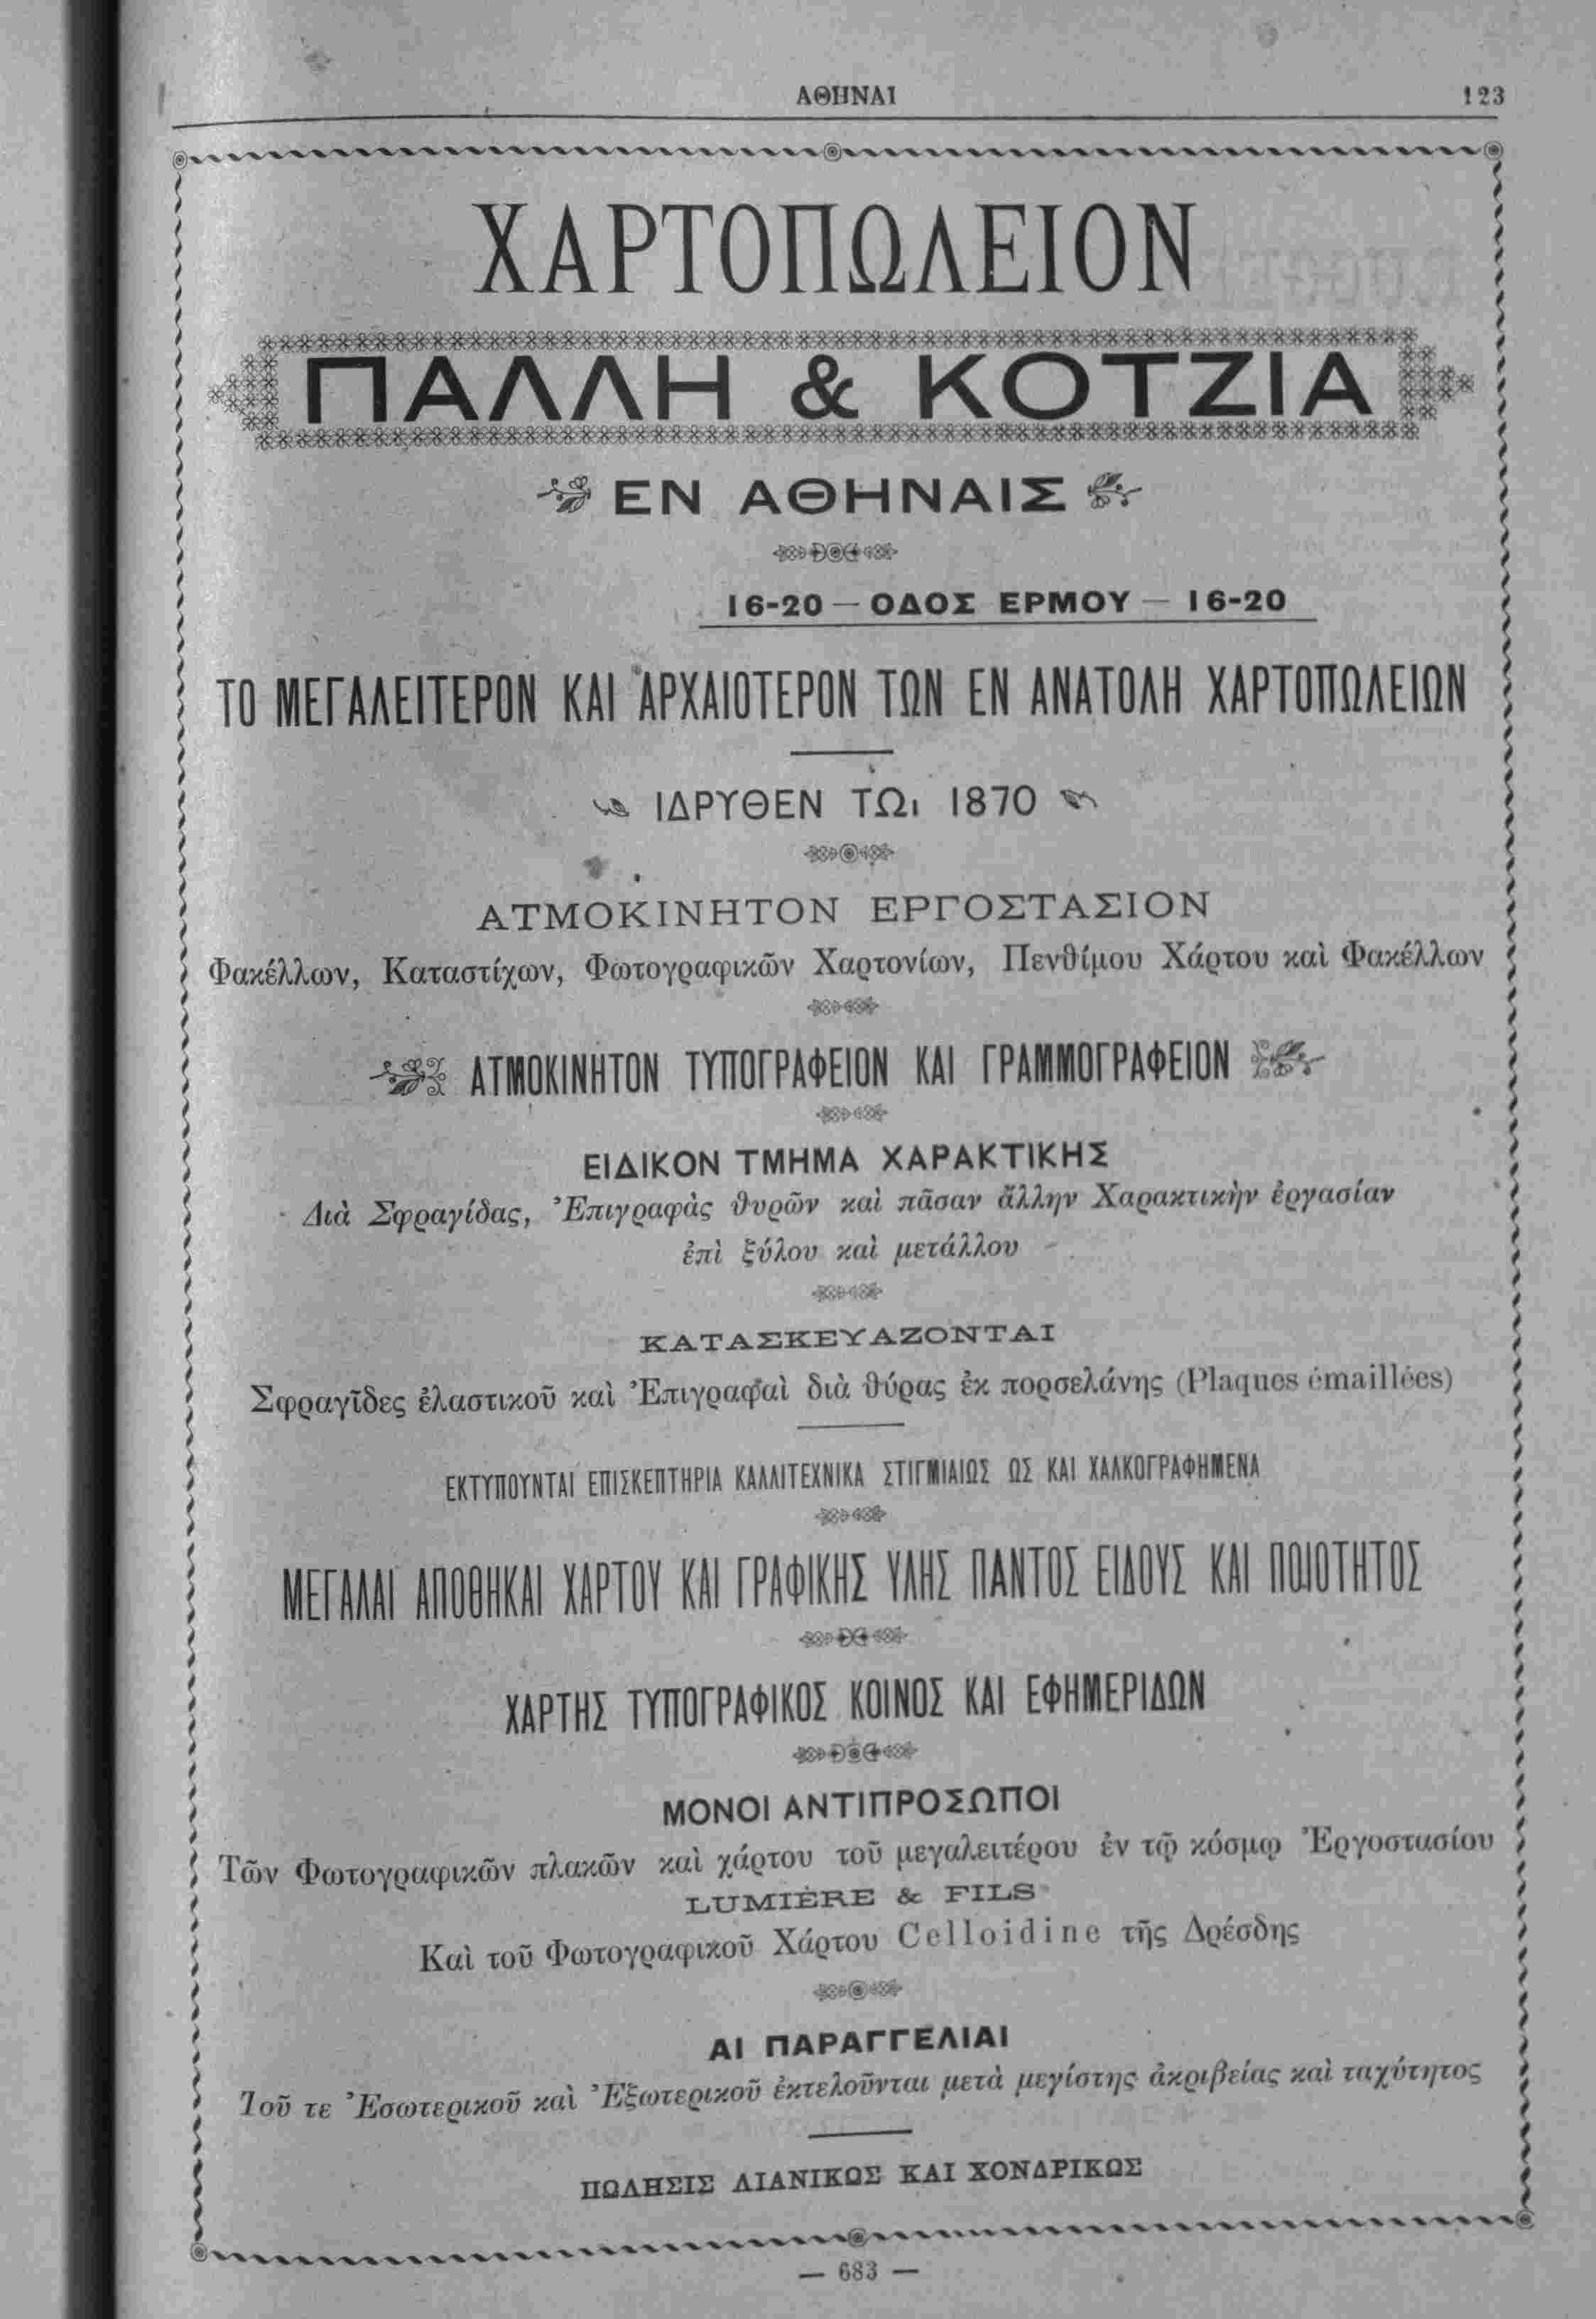 ΑΘΗΝΑΙ 123
ΧΑΡΤΟΠΩΛΕΙΟΝ
ΠΑΛΛΗ & ΚΟΤΖΙΑ
ΕΝ ΑΘΗΝΑΙΣ
16-20 — ΟΔΟΣ ΕΡΜΟΥ — 16-20
ΤΟ ΜΕΓΑΛΕΙΤΕΡΟΝ ΚΑΙ ΑΡΧΑΙΟΤΕΡΟΝ ΤΩΝ ΕΝ ΑΝΑΤΟΛΗ ΧΑΡΤΟΠΩΛΕΙΩΝ
ΙΔΡΥΘΕΝ ΤΩι 1870
ΑΤΜΟΚΙΝΗΤΟΝ ΕΡΓΟΣΤΑΣΙΟΝ
Φακέλλων, Καταστίχων, Φωτογραφικῶν Χαρτονίων, Πενθίμου Χάρτου καὶ Φακέλλων
ΑΤΜΟΚΙΝΗΤΟΝ ΤΥΠΟΓΡΑΦΕΙΟΝ ΚΑΙ ΓΡΑΜΜΟΓΡΑΦΕΙΟΝ
ΕΙΔΙΚΟΝ ΤΜΗΜΑ ΧΑΡΑΚΤΙΚΗΣ
Διὰ Σφραγίδας, Ἐπιγραφὰς θυρῶν καὶ πᾶσαν ἄλλην Χαρακτικὴν ἐργασίαν
ἐπὶ ξύλου καὶ μετάλλου
ΚΑΤΑΣΚΕΥΑΖΟΝΤΑΙ
Σφραγῖδες ἐλαστικοῦ καὶ Ἐπιγραφαὶ διὰ θύρας ἐκ πορσελάνης (Plaques émaillées)
ΕΚΤΥΠΟΥΝΤΑΙ ΕΠΙΣΚΕΠΤΗΡΙΑ ΚΑΛΛΙΤΕΧΝΙΚΑ ΣΤΙΓΜΙΑΙΩΣ ΩΣ ΚΑΙ ΧΑΛΚΟΓΡΑΦΗΜΕΝΑ
ΜΕΓΑΛΑΙ ΑΠΟΘΗΚΑΙ ΧΑΡΤΟΥ ΚΑΙ ΓΡΑΦΙΚΗΣ ΥΛΗΣ ΠΑΝΤΟΣ ΕΙΔΟΥΣ ΚΑΙ ΠΟΙΟΤΗΤΟΣ
ΧΑΡΤΗΣ ΤΥΠΟΓΡΑΦΙΚΟΣ ΚΟΙΝΟΣ ΚΑΙ ΕΦΗΜΕΡΙΔΩΝ
ΜΟΝΟΙ ΑΝΤΙΠΡΟΣΩΠΟΙ
Τῶν Φωτογραφικῶν πλακῶν καὶ χάρτου τοῦ μεγαλειτέρου ἐν τῷ κόσμῳ Ἐργοστασίου
LUMIÈRE & FILS
Καὶ τοῦ Φωτογραφικοῦ Χάρτου Celloidine τῆς Δρέσδης
ΑΙ ΠΑΡΑΓΓΕΛΙΑΙ
Τοῦ τε Ἐσωτερικοῦ καὶ Ἐξωτερικοῦ ἐκτελοῦνται μετὰ μεγίστης ἀκριβείας καὶ ταχύτητος
ΠΩΛΗΣΙΣ ΛΙΑΝΙΚΩΣ ΚΑΙ ΧΟΝΔΡΙΚΩΣ
— 683 —